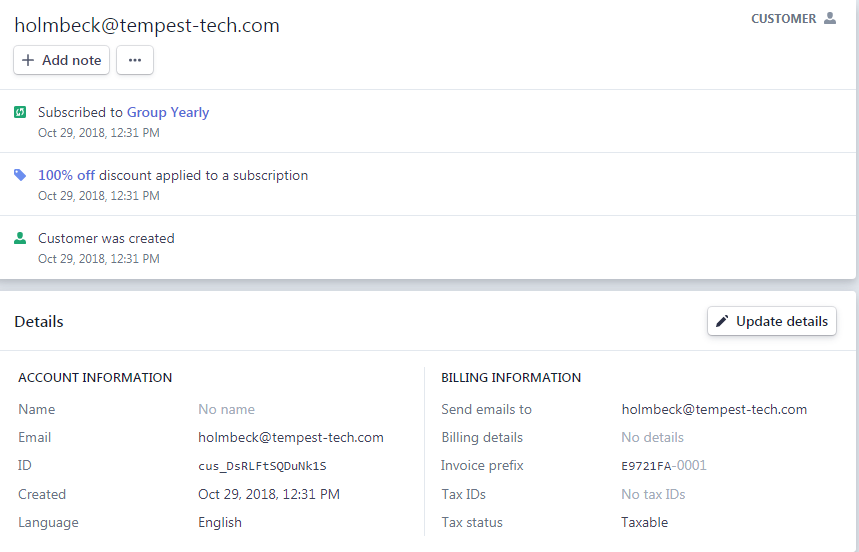 holmbeck@tempest-tech.com
CUSTOMER
+ Add note
...
Subscribed to Group Yearly
Oct 29, 2018, 12:31 PM
100% off discount applied to a subscription
Oct 29, 2018, 12:31 PM
Customer was created
Oct 29, 2018, 12:31 PM
Details
Update details
ACCOUNT INFORMATION
Name No name
Email holmbeck@tempest-tech.com
ID cus_DsRLFtSQDuNk1S
Created Oct 29, 2018, 12:31 PM
Language English
BILLING INFORMATION
Send emails to holmbeck@tempest-tech.com
Billing details No details
Invoice prefix E9721FA-0001
Tax IDs No tax IDs
Tax status Taxable